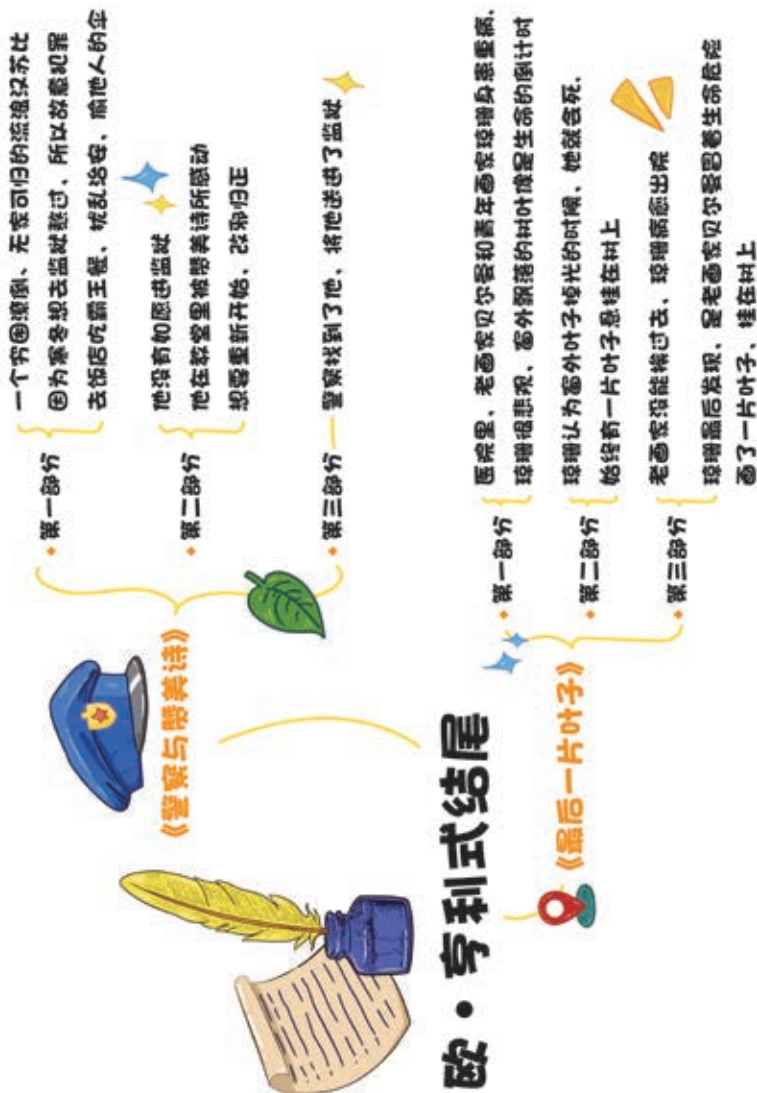 欧·亨利式结尾
《警察与赞美诗》
第一部分
一个穷困潦倒、无家可归的流浪汉苏比
因为寒冬想去监狱熬过、所以故意犯罪
去饭店吃霸王餐、扰乱治安、偷他人的伞
第二部分
他没有如愿进监狱
他在教堂里被赞美诗所感动
想要重新开始、改邪归正
第三部分
警察找到了他、将他送进了监狱
《最后一片叶子》
第一部分
医院里、老画家贝尔曼和青年画家琼珊身患重病、
琼珊很悲观、窗外飘落的树叶像是生命的倒计时
第二部分
琼珊认为窗外叶子掉光的时候、她就会死、
始终有一片叶子悬挂在树上
第三部分
老画家没能挨过去、琼珊病愈出院
琼珊最后发现、是老画家贝尔曼冒着生命危险
画了一片叶子、挂在树上